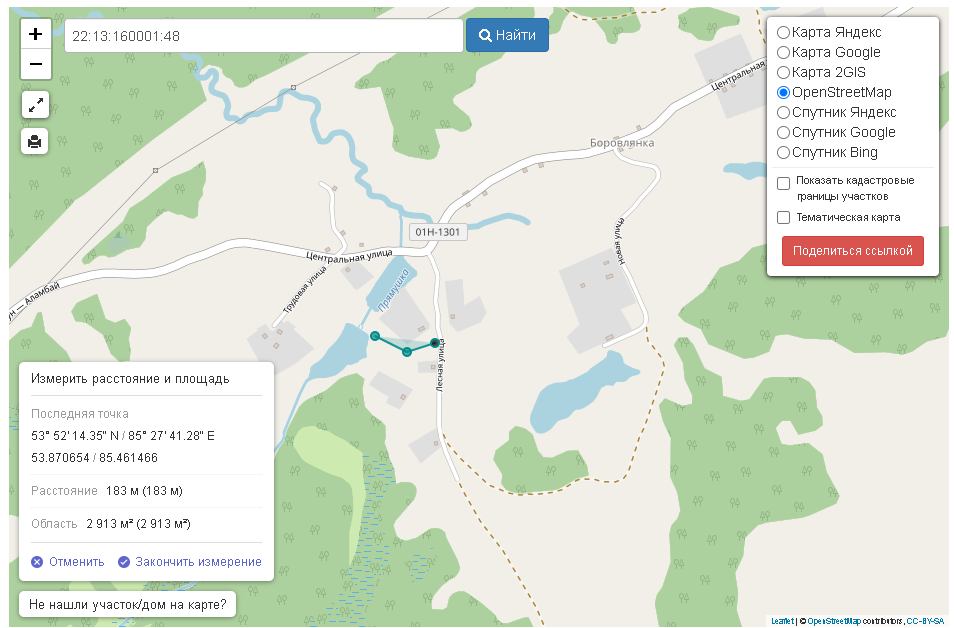 +
22:13:160001:48
Найти
−
Карта Яндекс
Карта Google
Карта 2GIS
OpenStreetMap
Спутник Яндекс
Спутник Google
Спутник Bing
Показать кадастровые
границы участков
Тематическая карта
Поделиться ссылкой
Центральная
Боровлянка
01Н-1301
Новая улица
Центральная улица
Трудовая улица
Прямушко
ун — Аламбай
Лесная улица
Измерить расстояние и площадь
Последняя точка
53° 52' 14.35" N / 85° 27' 41.28" E
53.870654 / 85.461466
Расстояние 183 м (183 м)
Область 2 913 м² (2 913 м²)
Отменить Закончить измерение
Не нашли участок/дом на карте?
Leaflet | © OpenStreetMap contributors, CC-BY-SA